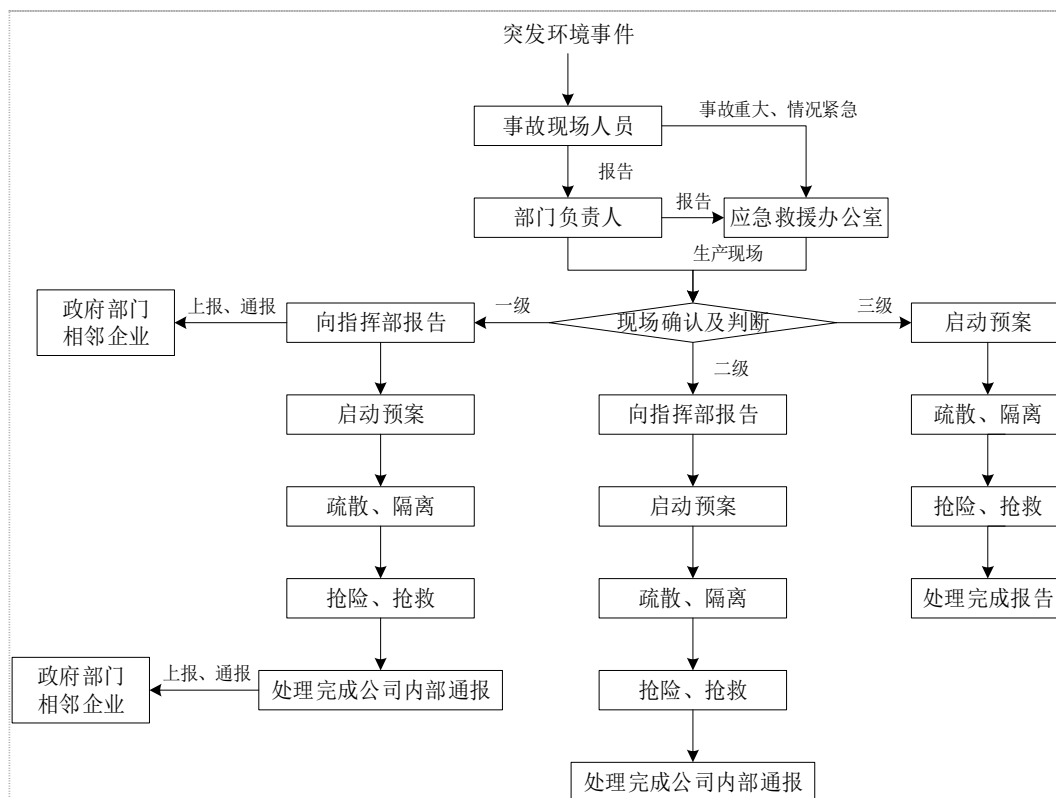 突发环境事件
事故现场人员
事故重大、情况紧急
报告
部门负责人
报告
应急救援办公室
生产现场
政府部门
相邻企业
上报、通报
向指挥部报告
一级
现场确认及判断
三级
启动预案
二级
启动预案
向指挥部报告
疏散、隔离
疏散、隔离
启动预案
抢险、抢救
抢险、抢救
疏散、隔离
处理完成报告
政府部门
相邻企业
上报、通报
处理完成公司内部通报
抢险、抢救
处理完成公司内部通报